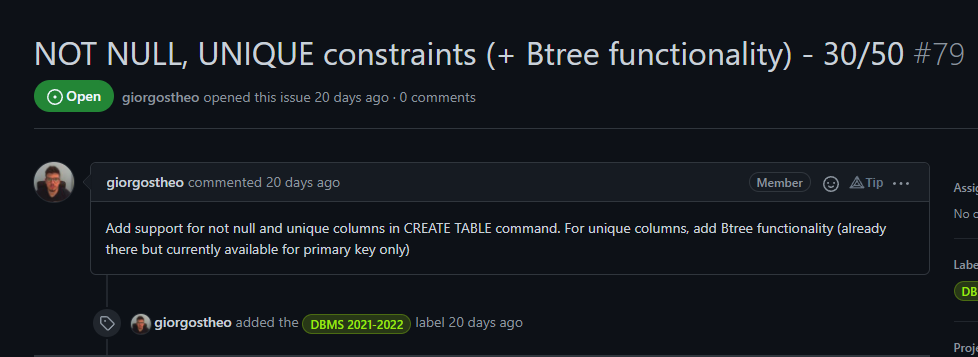 NOT NULL, UNIQUE constraints (+ Btree functionality) - 30/50 #79
Open giorgostheo opened this issue 20 days ago · 0 comments
giorgostheo commented 20 days ago Member Tip ...
Assig
No o
Add support for not null and unique columns in CREATE TABLE command. For unique columns, add Btree functionality (already
there but currently available for primary key only)
Labe
DB
giorgostheo added the DBMS 2021-2022 label 20 days ago
Proje